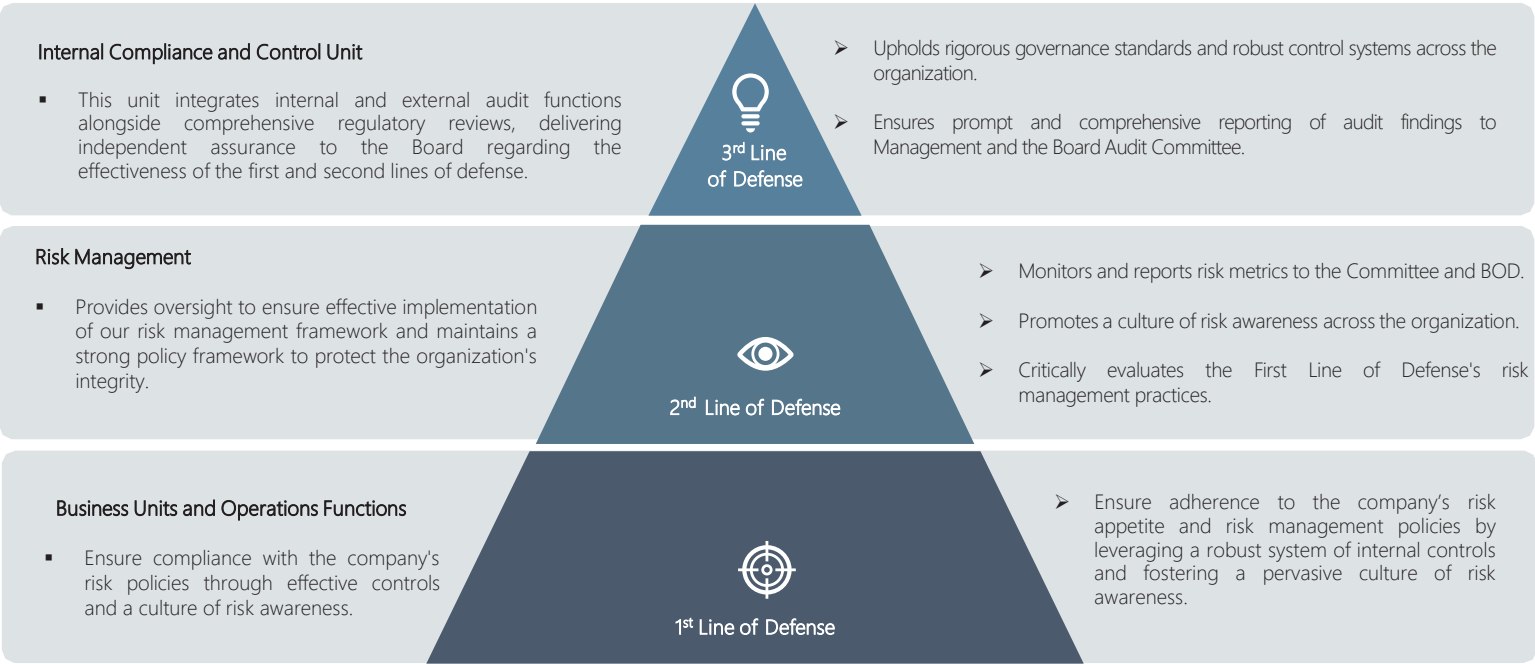 Internal Compliance and Control Unit
▪ This unit integrates internal and external audit functions
alongside comprehensive regulatory reviews, delivering
independent assurance to the Board regarding the
effectiveness of the first and second lines of defense.
3rd Line
of Defense
➢ Upholds rigorous governance standards and robust control systems across the
organization.
➢ Ensures prompt and comprehensive reporting of audit findings to
Management and the Board Audit Committee.
Risk Management
▪ Provides oversight to ensure effective implementation
of our risk management framework and maintains a
strong policy framework to protect the organization's
integrity.
2nd Line of Defense
➢ Monitors and reports risk metrics to the Committee and BOD.
➢ Promotes a culture of risk awareness across the organization.
➢ Critically evaluates the First Line of Defense's risk
management practices.
Business Units and Operations Functions
▪ Ensure compliance with the company's
risk policies through effective controls
and a culture of risk awareness.
1st Line of Defense
➢ Ensure adherence to the company’s risk
appetite and risk management policies by
leveraging a robust system of internal controls
and fostering a pervasive culture of risk
awareness.